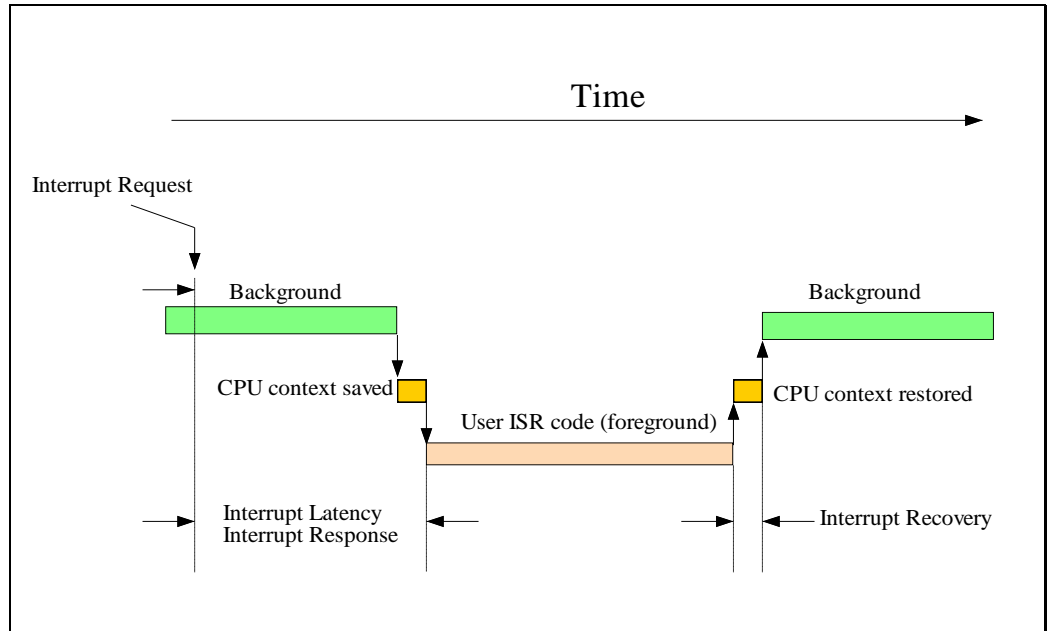 Time
Interrupt Request
Background
Background
CPU context saved
CPU context restored
User ISR code (foreground)
Interrupt Latency
Interrupt Response
Interrupt Recovery